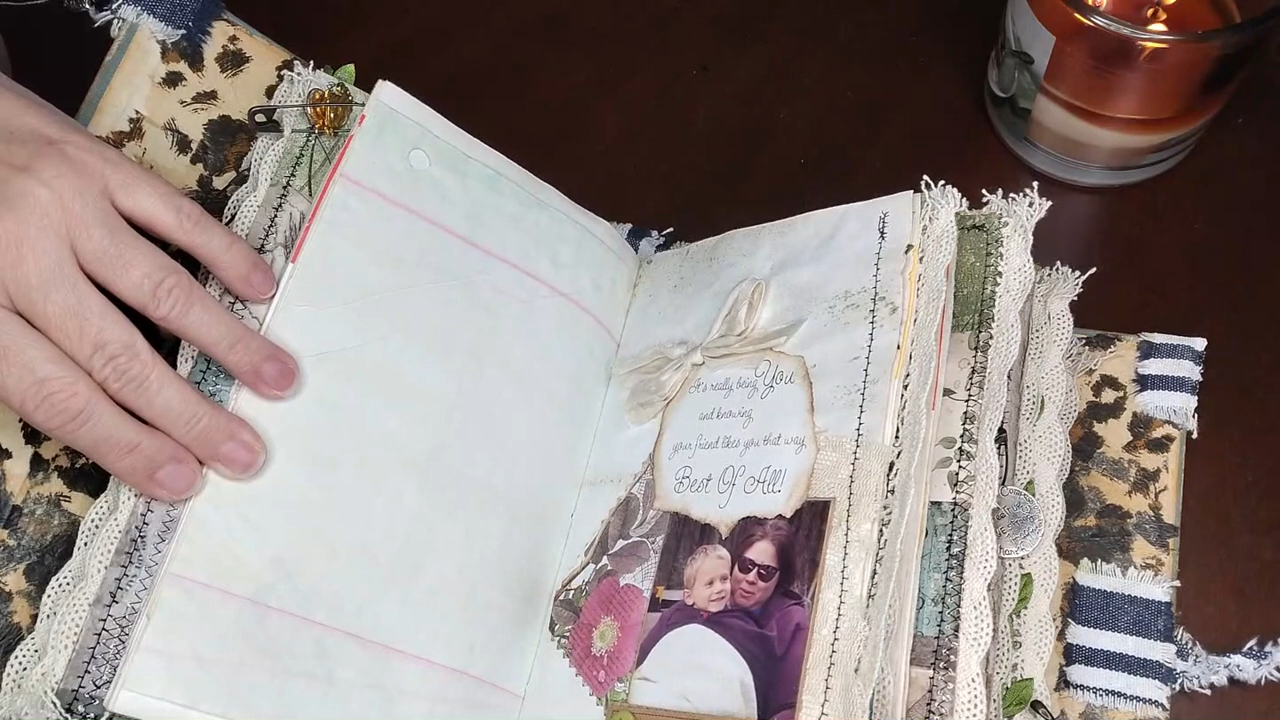 It's really being You
and knowing
your friend likes you that way,
Best Of All!